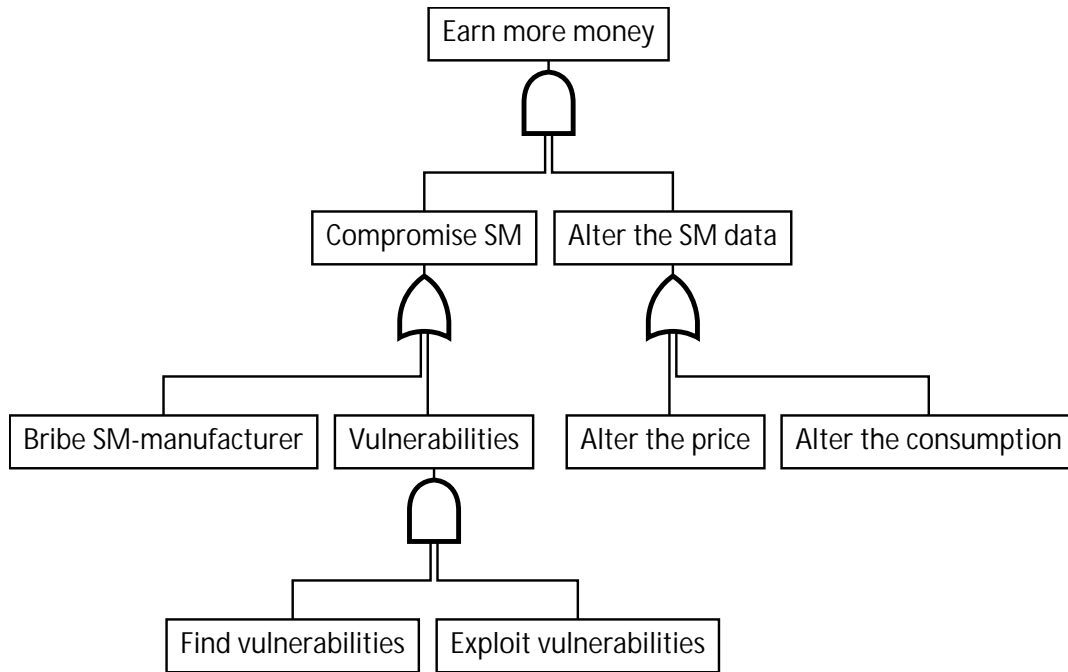 Earn more money
Compromise SM
Alter the SM data
Bribe SM-manufacturer
Vulnerabilities
Alter the price
Alter the consumption
Find vulnerabilities
Exploit vulnerabilities